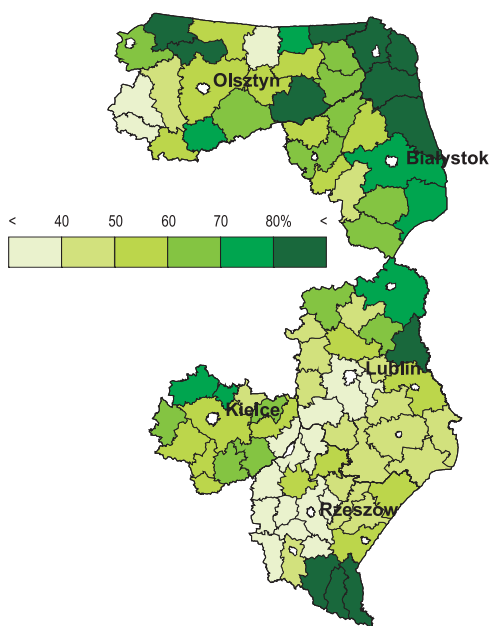 Olsztyn
Białystok
< 40 50 60 70 80% <
Lublin
Kielce
Rzeszów